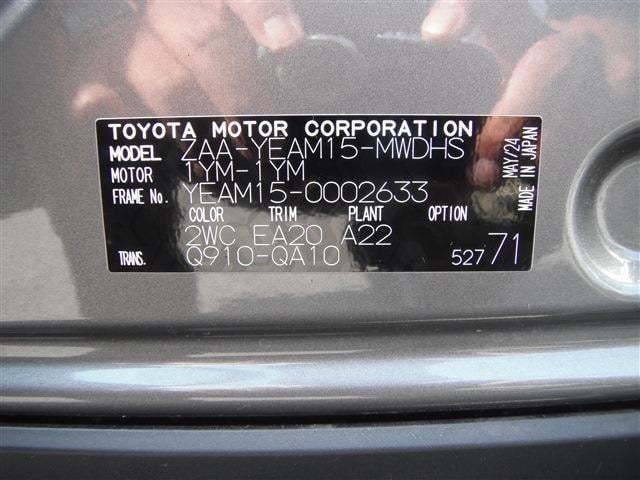 TOYOTA MOTOR CORPORATION
MODEL ZAA-YEAM15-MWDHS
MOTOR 1YM-1YM
FRAME No. YEAM15-0002633
COLOR TRIM PLANT OPTION
2WC EA20 A22
TRANS. Q910-QA10
527 71
MAY/24
MADE IN JAPAN